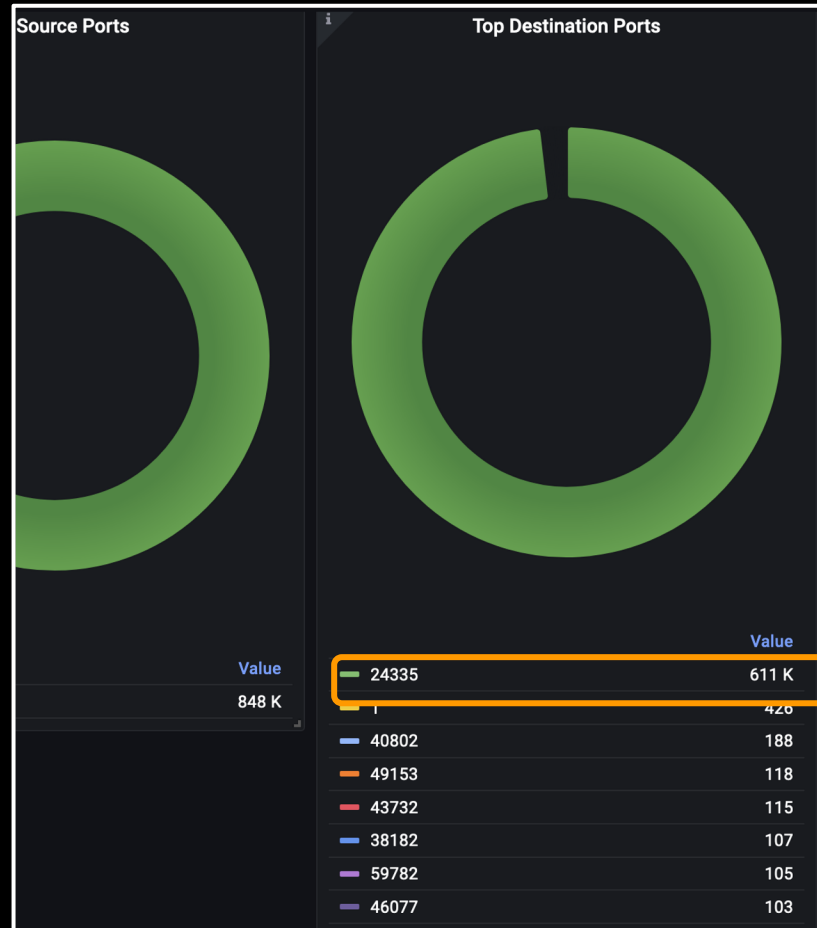 Source Ports
Value
848 K
i
Top Destination Ports
Value
24335 611 K
1 426
40802 188
49153 118
43732 115
38182 107
59782 105
46077 103